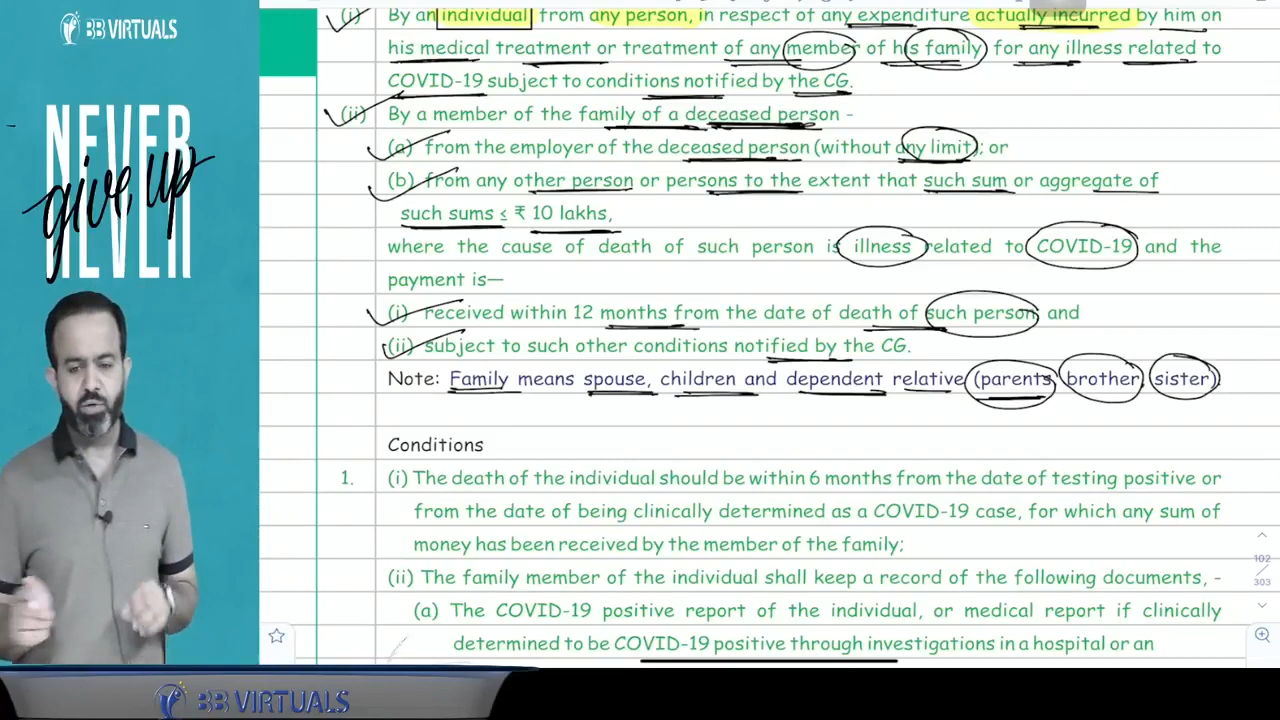 BB VIRTUALS
NEVER
give up
NEVER
(i) By an individual from any person, in respect of any expenditure actually incurred by him on
his medical treatment or treatment of any member of his family for any illness related to
COVID-19 subject to conditions notified by the CG.
(ii) By a member of the family of a deceased person -
(a) from the employer of the deceased person (without any limit); or
(b) from any other person or persons to the extent that such sum or aggregate of
such sums ≤ ₹ 10 lakhs,
where the cause of death of such person is illness related to COVID-19 and the
payment is—
(i) received within 12 months from the date of death of such person and
(ii) subject to such other conditions notified by the CG.
Note: Family means spouse, children and dependent relative (parents, brother, sister).
Conditions
1. (i) The death of the individual should be within 6 months from the date of testing positive or
from the date of being clinically determined as a COVID-19 case, for which any sum of
money has been received by the member of the family;
(ii) The family member of the individual shall keep a record of the following documents, -
(a) The COVID-19 positive report of the individual, or medical report if clinically
determined to be COVID-19 positive through investigations in a hospital or an
102
303
BB VIRTUALS